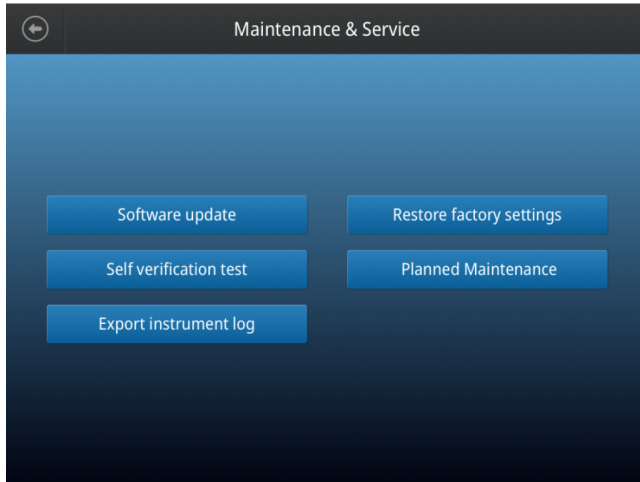 Maintenance & Service
Software update
Restore factory settings
Self verification test
Planned Maintenance
Export instrument log